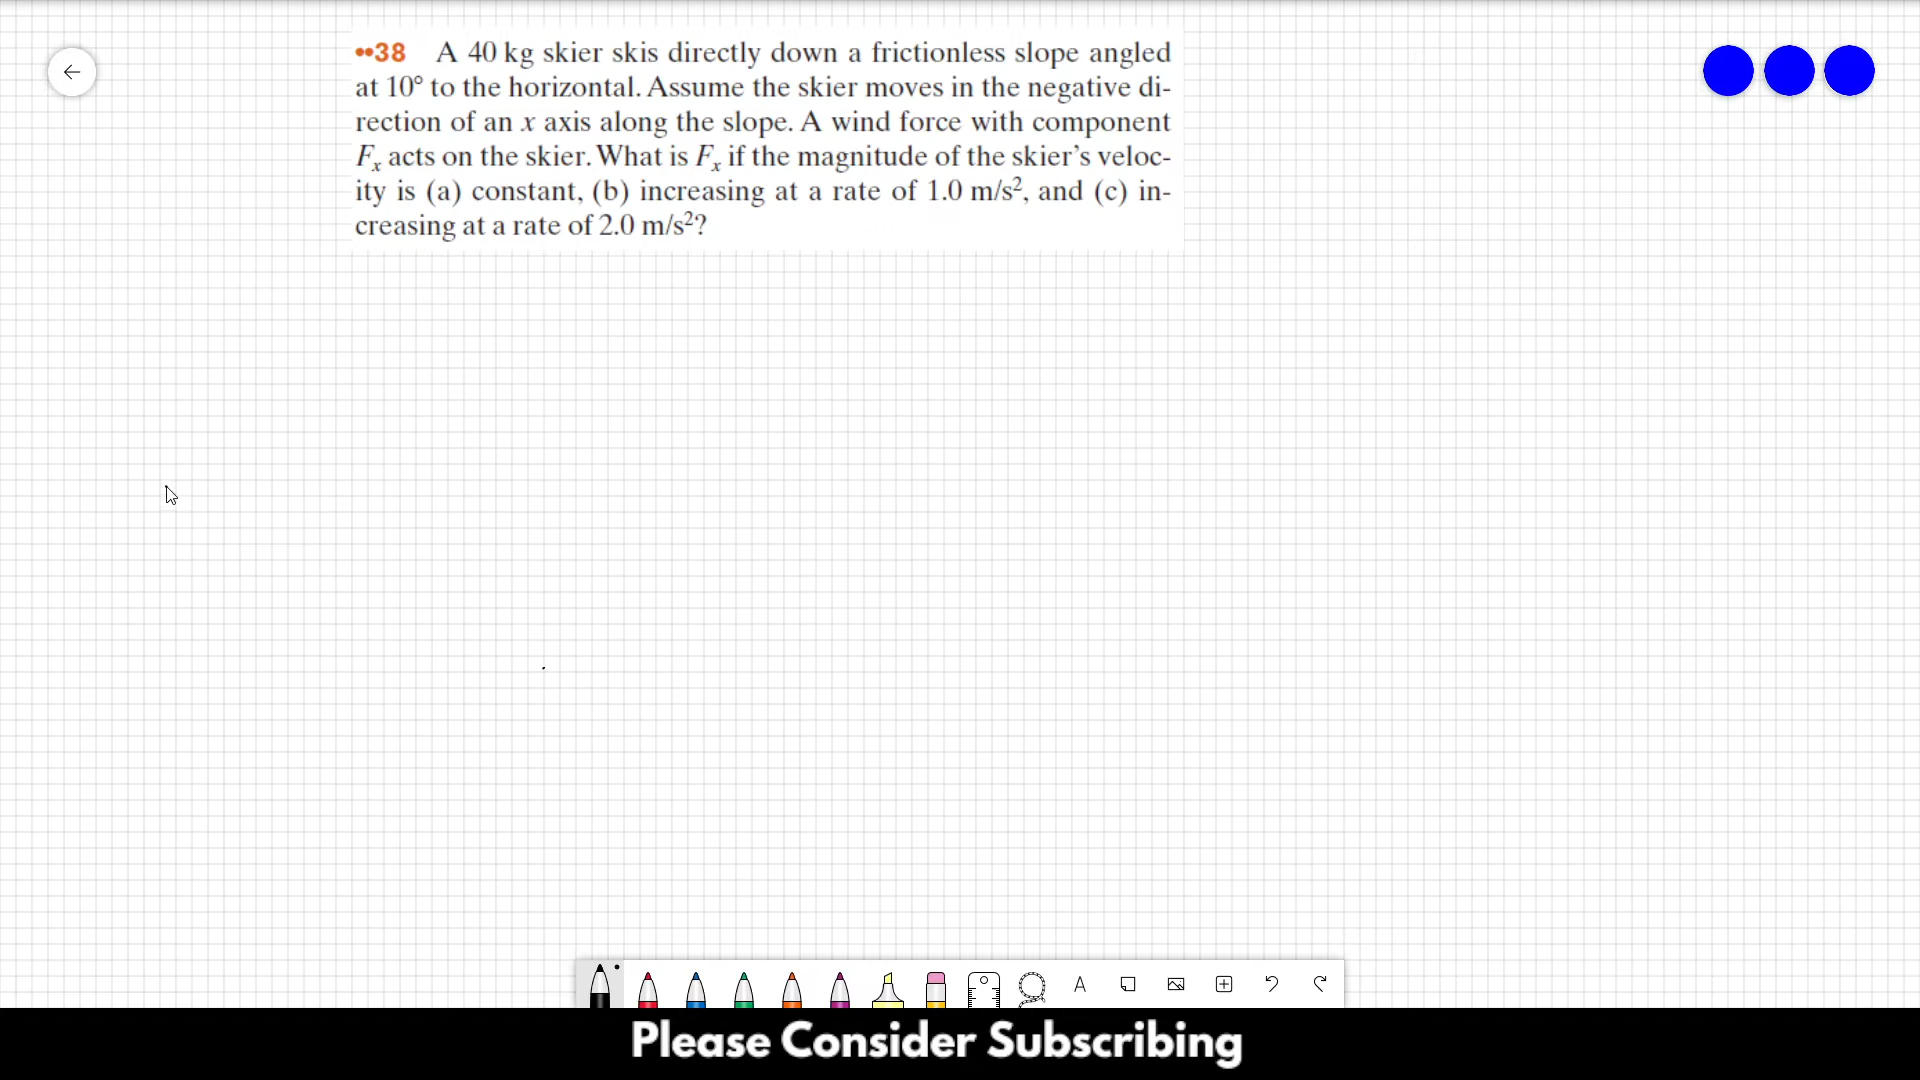 ••38 A 40 kg skier skis directly down a frictionless slope angled
at 10° to the horizontal. Assume the skier moves in the negative di-
rection of an x axis along the slope. A wind force with component
Fx acts on the skier. What is Fx if the magnitude of the skier's veloc-
ity is (a) constant, (b) increasing at a rate of 1.0 m/s², and (c) in-
creasing at a rate of 2.0 m/s²?
A
Please Consider Subscribing